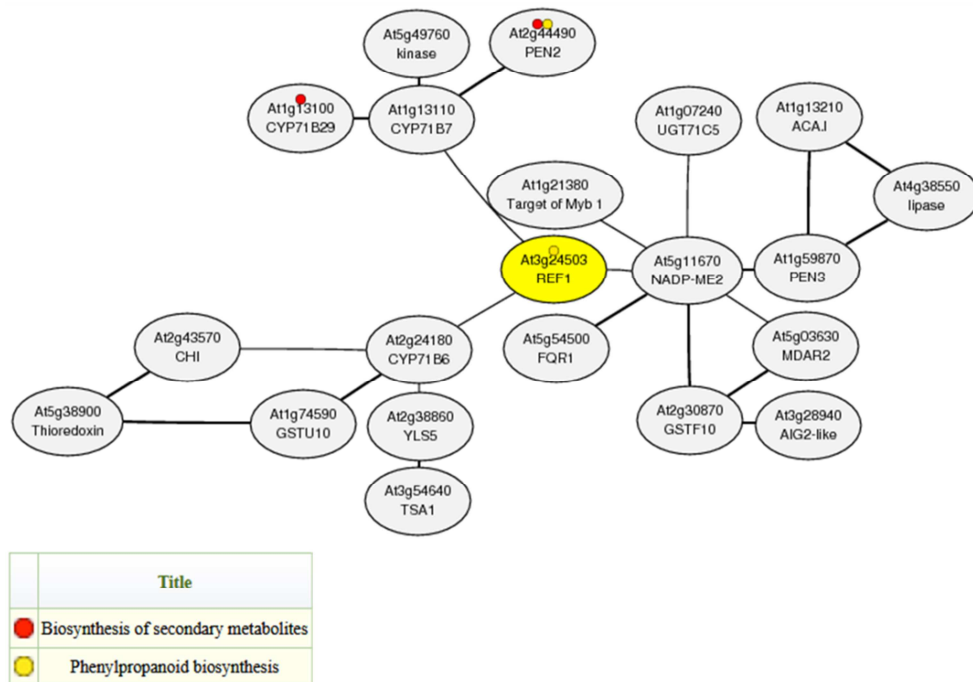 At5g49760
kinase
At2g44490
PEN2
At1g13100
CYP71B29
At1g13110
CYP71B7
At1g07240
UGT71C5
At1g13210
ACA.l
At1g21380
Target of Myb 1
At4g38550
lipase
At3g24503
REF1
At5g11670
NADP-ME2
At1g59870
PEN3
At2g43570
CHI
At2g24180
CYP71B6
At5g54500
FQR1
At5g03630
MDAR2
At5g38900
Thioredoxin
At1g74590
GSTU10
At2g38860
YLS5
At2g30870
GSTF10
At3g28940
AIG2-like
At3g54640
TSA1
Title
Biosynthesis of secondary metabolites
Phenylpropanoid biosynthesis